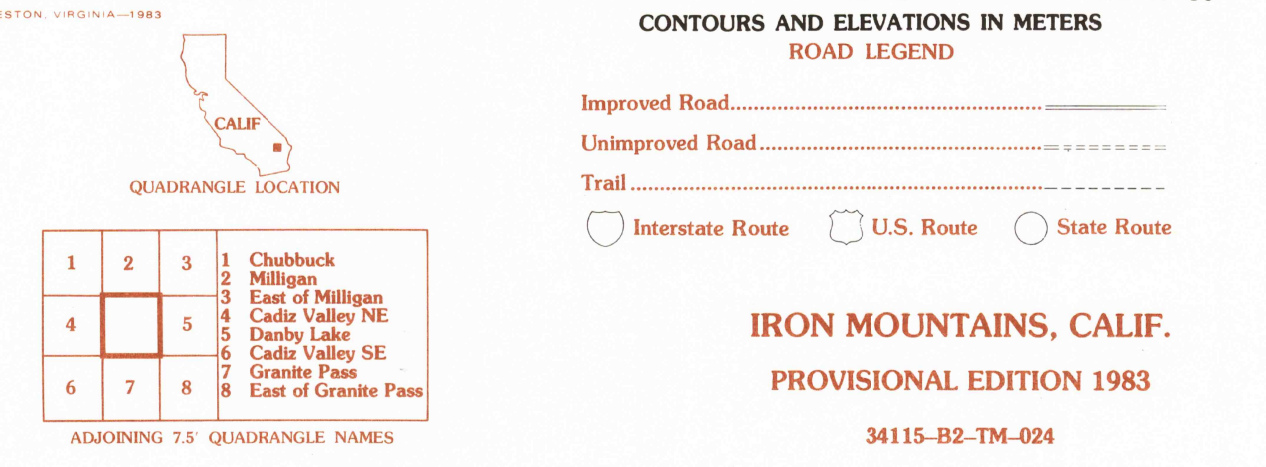 ESTON, VIRGINIA—1983
CALIF
QUADRANGLE LOCATION
1 2 3
4 5
6 7 8
1 Chubbuck
2 Milligan
3 East of Milligan
4 Cadiz Valley NE
5 Danby Lake
6 Cadiz Valley SE
7 Granite Pass
8 East of Granite Pass
ADJOINING 7.5' QUADRANGLE NAMES
CONTOURS AND ELEVATIONS IN METERS
ROAD LEGEND
Improved Road
Unimproved Road
Trail
Interstate Route U.S. Route State Route
IRON MOUNTAINS, CALIF.
PROVISIONAL EDITION 1983
34115–B2–TM–024